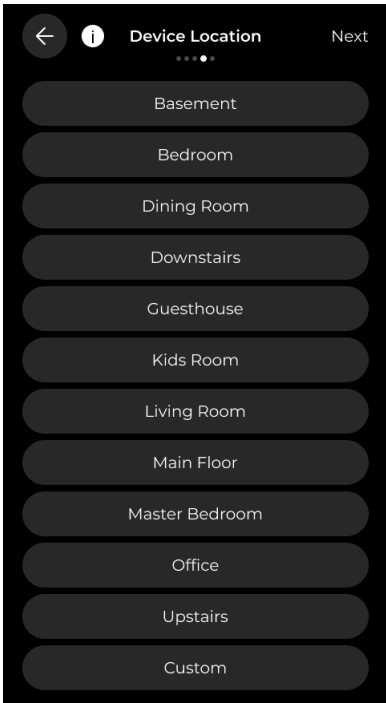 i Device Location Next
Basement
Bedroom
Dining Room
Downstairs
Guesthouse
Kids Room
Living Room
Main Floor
Master Bedroom
Office
Upstairs
Custom